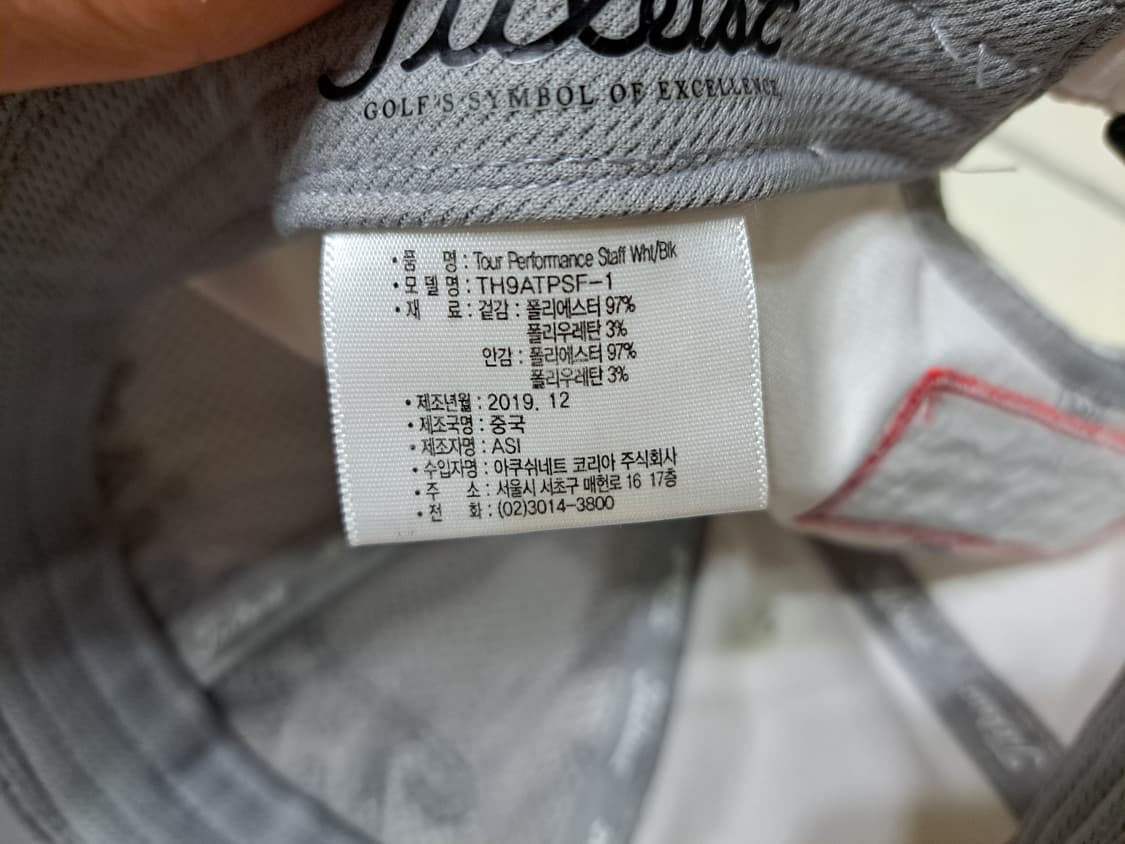 Titleist
GOLF'S SYMBOL OF EXCELLENCE
•품 명 : Tour Performance Staff Wht/Blk
•모델명 : TH9ATPSF-1
•재 료 : 겉감 : 폴리에스터 97%
폴리우레탄 3%
안감 : 폴리에스터 97%
폴리우레탄 3%
•제조년월 : 2019. 12
•제조국명 : 중국
•제조자명 : ASI
•수입자명 : 아쿠쉬네트 코리아 주식회사
•주 소 : 서울시 서초구 매헌로 16 17층
•전 화 : (02)3014-3800